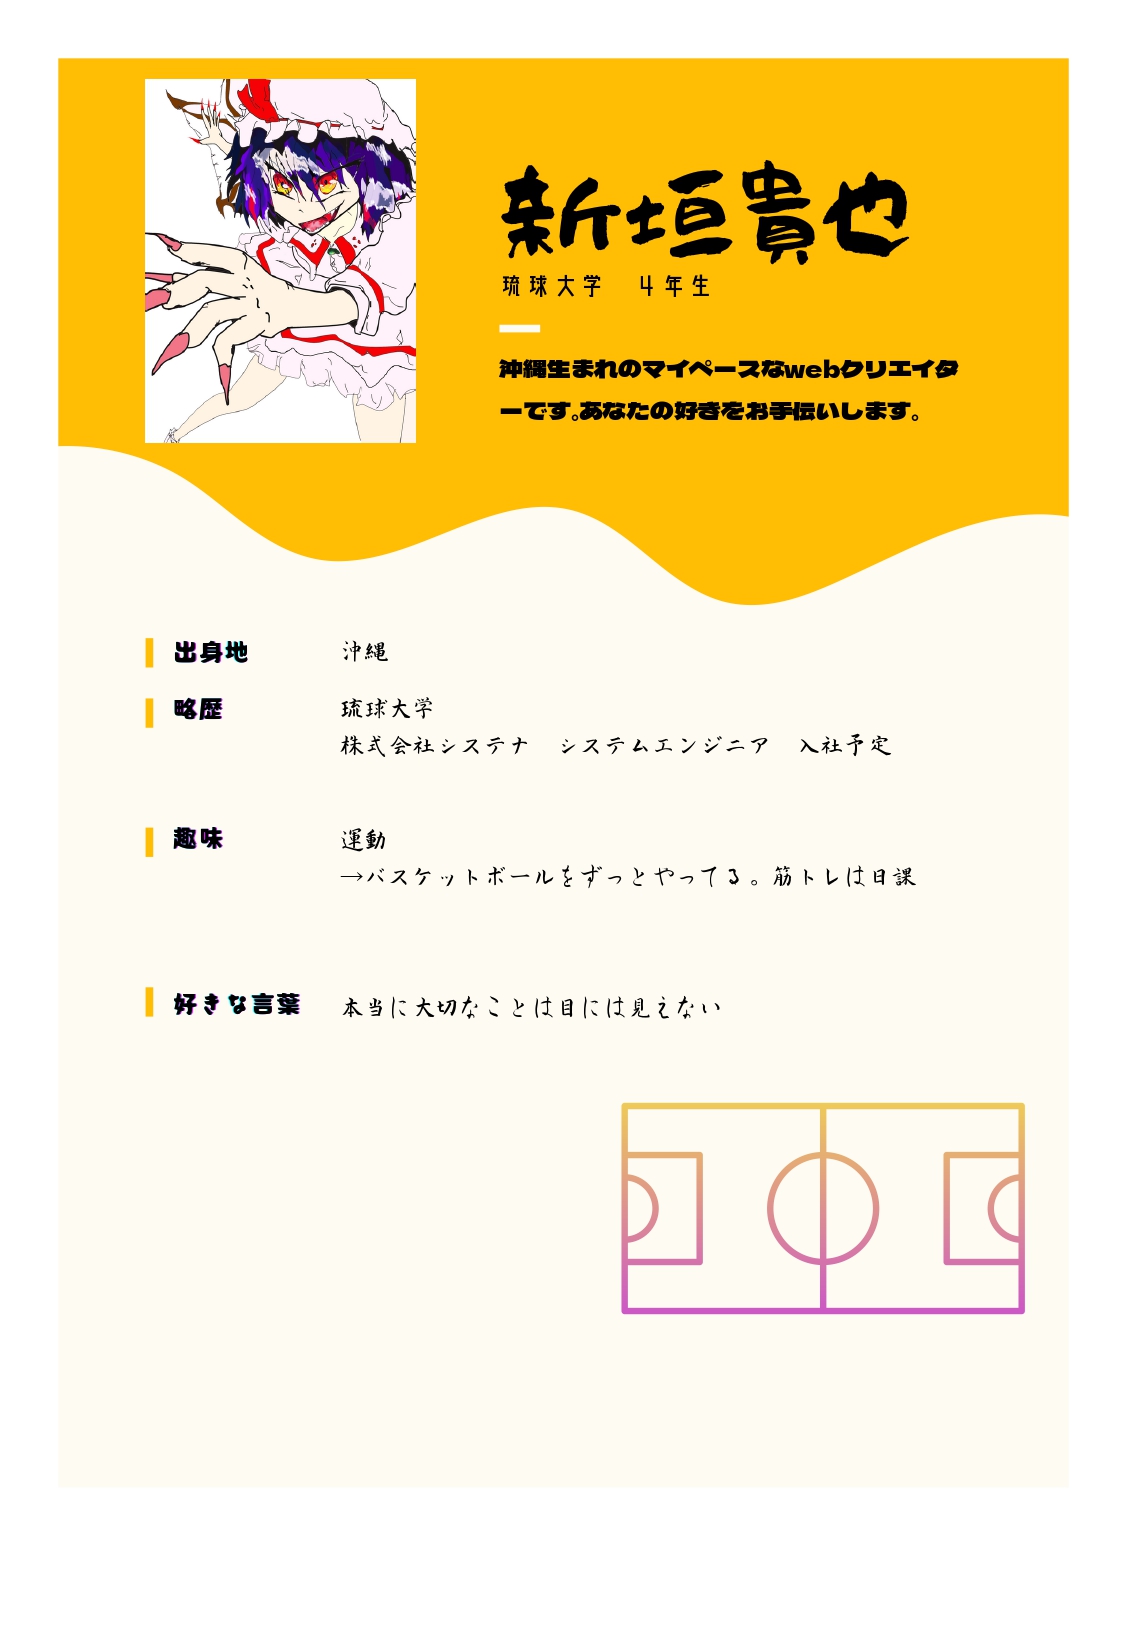 新垣貴也
琉球大学　4年生
沖縄生まれのマイペースなwebクリエイタ
ーです。あなたの好きをお手伝いします。
出身地　沖縄
略歴　琉球大学
株式会社システナ　システムエンジニア　入社予定
趣味　運動
→バスケットボールをずっとやってる。筋トレは日課
好きな言葉　本当に大切なことは目には見えない